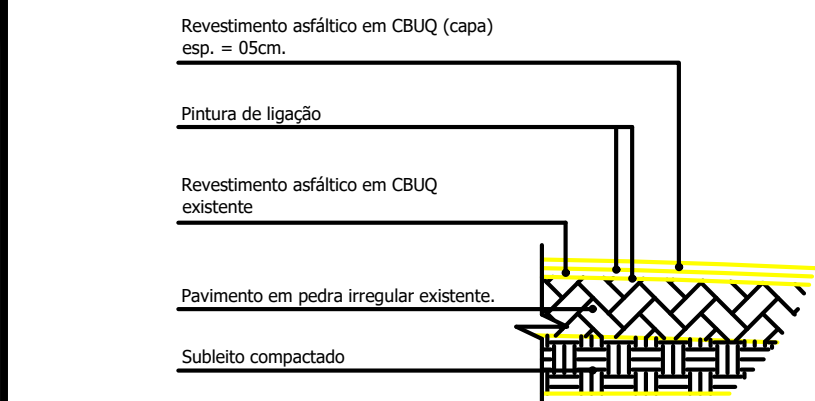 Revestimento asfáltico em CBUQ (capa)
esp. = 05cm.
Pintura de ligação
Revestimento asfáltico em CBUQ
existente
Pavimento em pedra irregular existente.
Subleito compactado